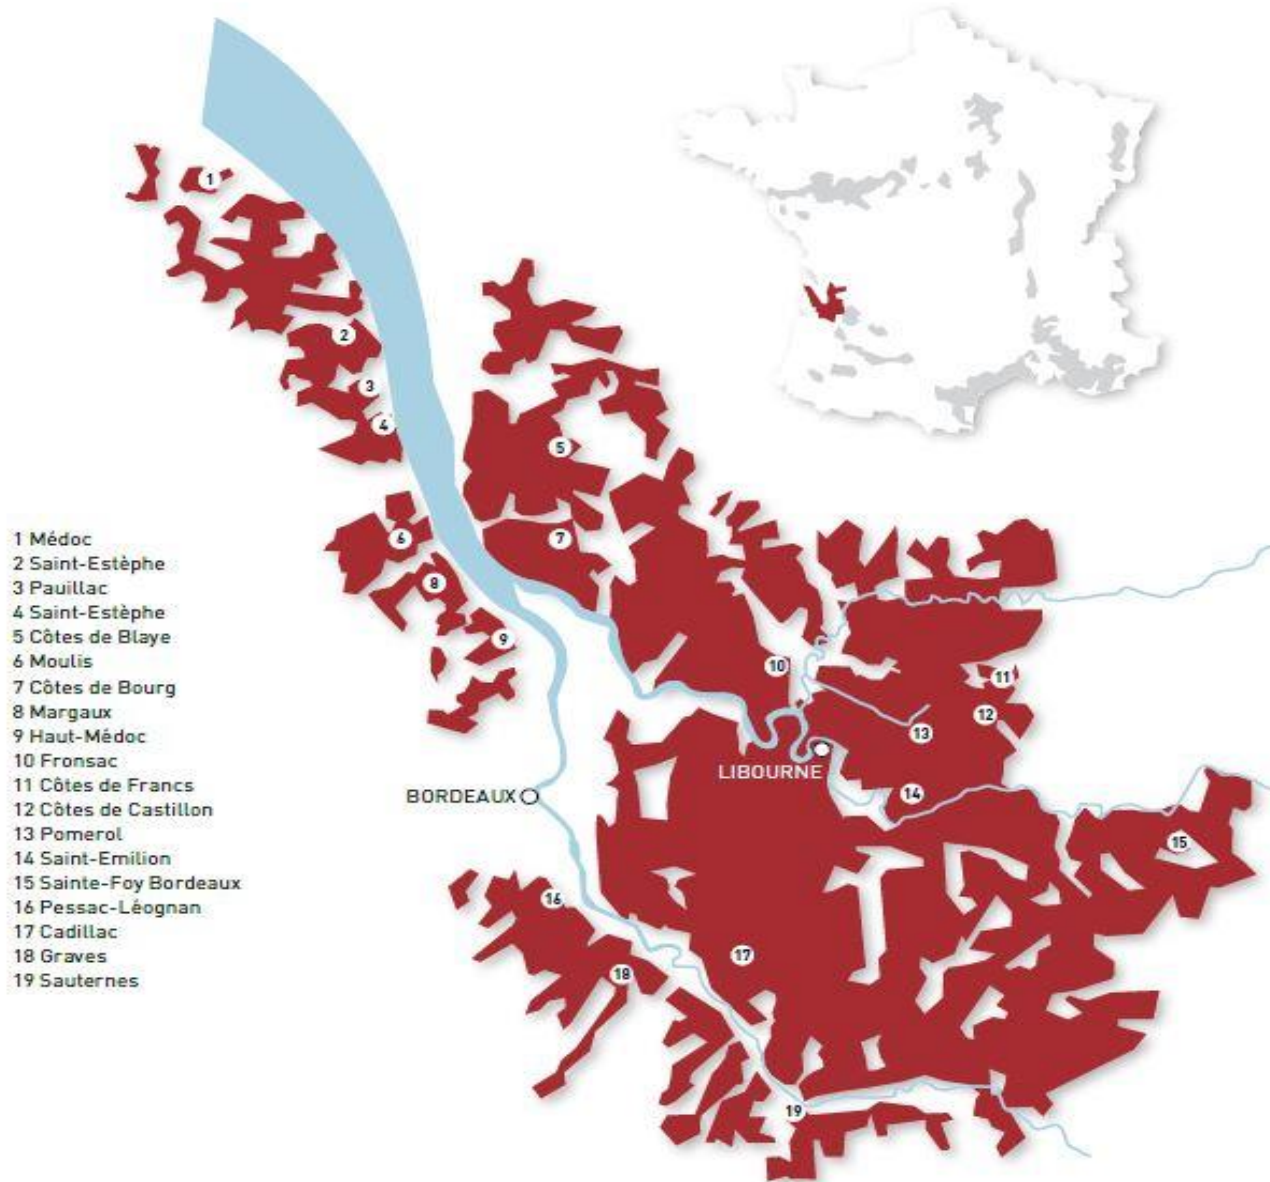 1
2
3
4
5
6
7
8
9
10
11
12
13
14
15
16
17
18
19
LIBOURNE
BORDEAUX
1 Médoc
2 Saint-Estèphe
3 Pauillac
4 Saint-Estèphe
5 Côtes de Blaye
6 Moulis
7 Côtes de Bourg
8 Margaux
9 Haut-Médoc
10 Fronsac
11 Côtes de Francs
12 Côtes de Castillon
13 Pomerol
14 Saint-Emilion
15 Sainte-Foy Bordeaux
16 Pessac-Léognan
17 Cadillac
18 Graves
19 Sauternes